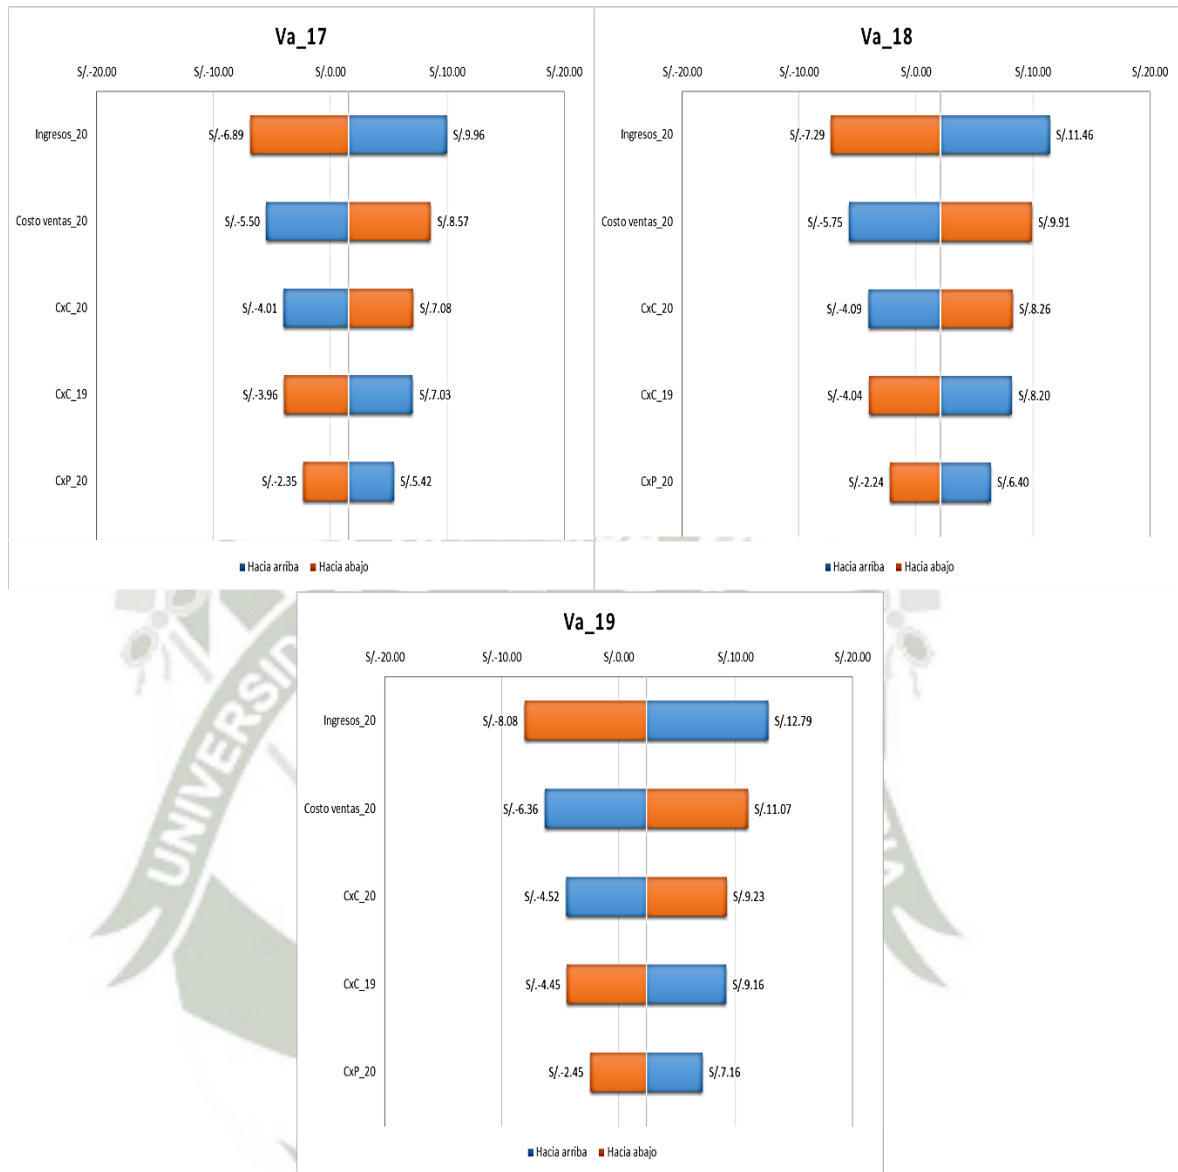 Va_17
S/.-20.00 S/.-10.00 S/.0.00 S/.10.00 S/.20.00
Ingresos_20 S/.-6.89 S/.9.96
Costo ventas_20 S/.-5.50 S/.8.57
CxC_20 S/.-4.01 S/.7.08
CxC_19 S/.-3.96 S/.7.03
CxP_20 S/.-2.35 S/.5.42
Hacia arriba Hacia abajo
Va_18
S/.-20.00 S/.-10.00 S/.0.00 S/.10.00 S/.20.00
Ingresos_20 S/.-7.29 S/.11.46
Costo ventas_20 S/.-5.75 S/.9.91
CxC_20 S/.-4.09 S/.8.26
CxC_19 S/.-4.04 S/.8.20
CxP_20 S/.-2.24 S/.6.40
Hacia arriba Hacia abajo
Va_19
S/.-20.00 S/.-10.00 S/.0.00 S/.10.00 S/.20.00
Ingresos_20 S/.-8.08 S/.12.79
Costo ventas_20 S/.-6.36 S/.11.07
CxC_20 S/.-4.52 S/.9.23
CxC_19 S/.-4.45 S/.9.16
CxP_20 S/.-2.45 S/.7.16
Hacia arriba Hacia abajo